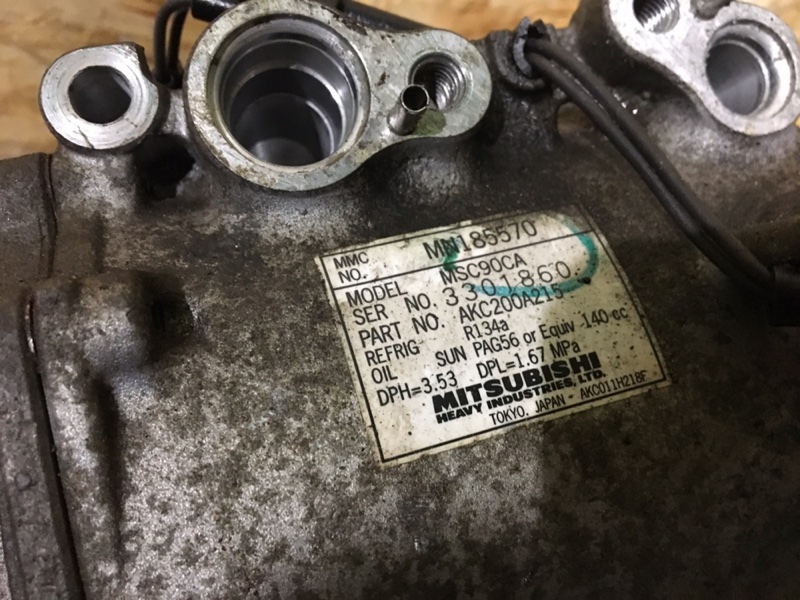 MMC NO. MN185570
MODEL MSC90CA
SER NO. 3301860
PART NO. AKC200A215
REFRIG R134a
OIL SUN PAG56 or Equiv 140 cc
DPH=3.53 DPL=1.67 MPa
MITSUBISHI
HEAVY INDUSTRIES, LTD.
TOKYO, JAPAN - AKC011H218F